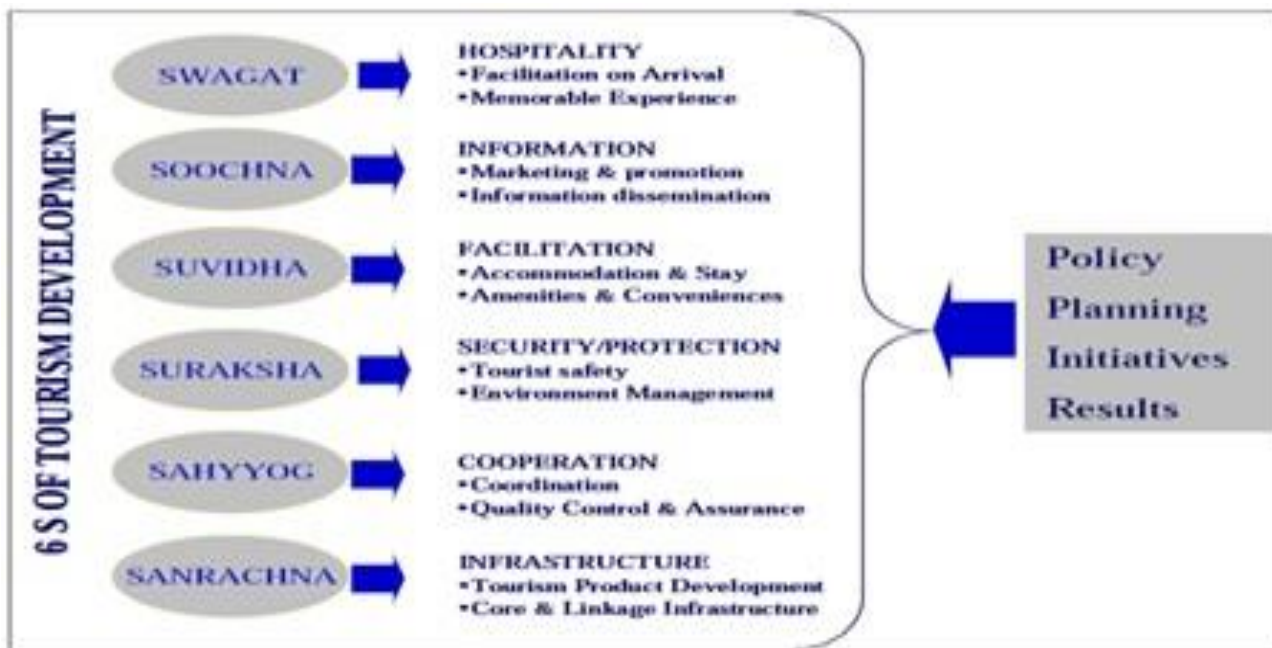 6 S OF TOURISM DEVELOPMENT
SWAGAT
HOSPITALITY
•Facilitation on Arrival
•Memorable Experience
SOOCHNA
INFORMATION
•Marketing & promotion
•Information dissemination
SUVIDHA
FACILITATION
•Accommodation & Stay
•Amenities & Conveniences
SURAKSHA
SECURITY/PROTECTION
•Tourist safety
•Environment Management
SAHYYOG
COOPERATION
•Coordination
•Quality Control & Assurance
SANRACHNA
INFRASTRUCTURE
•Tourism Product Development
•Core & Linkage Infrastructure
Policy
Planning
Initiatives
Results